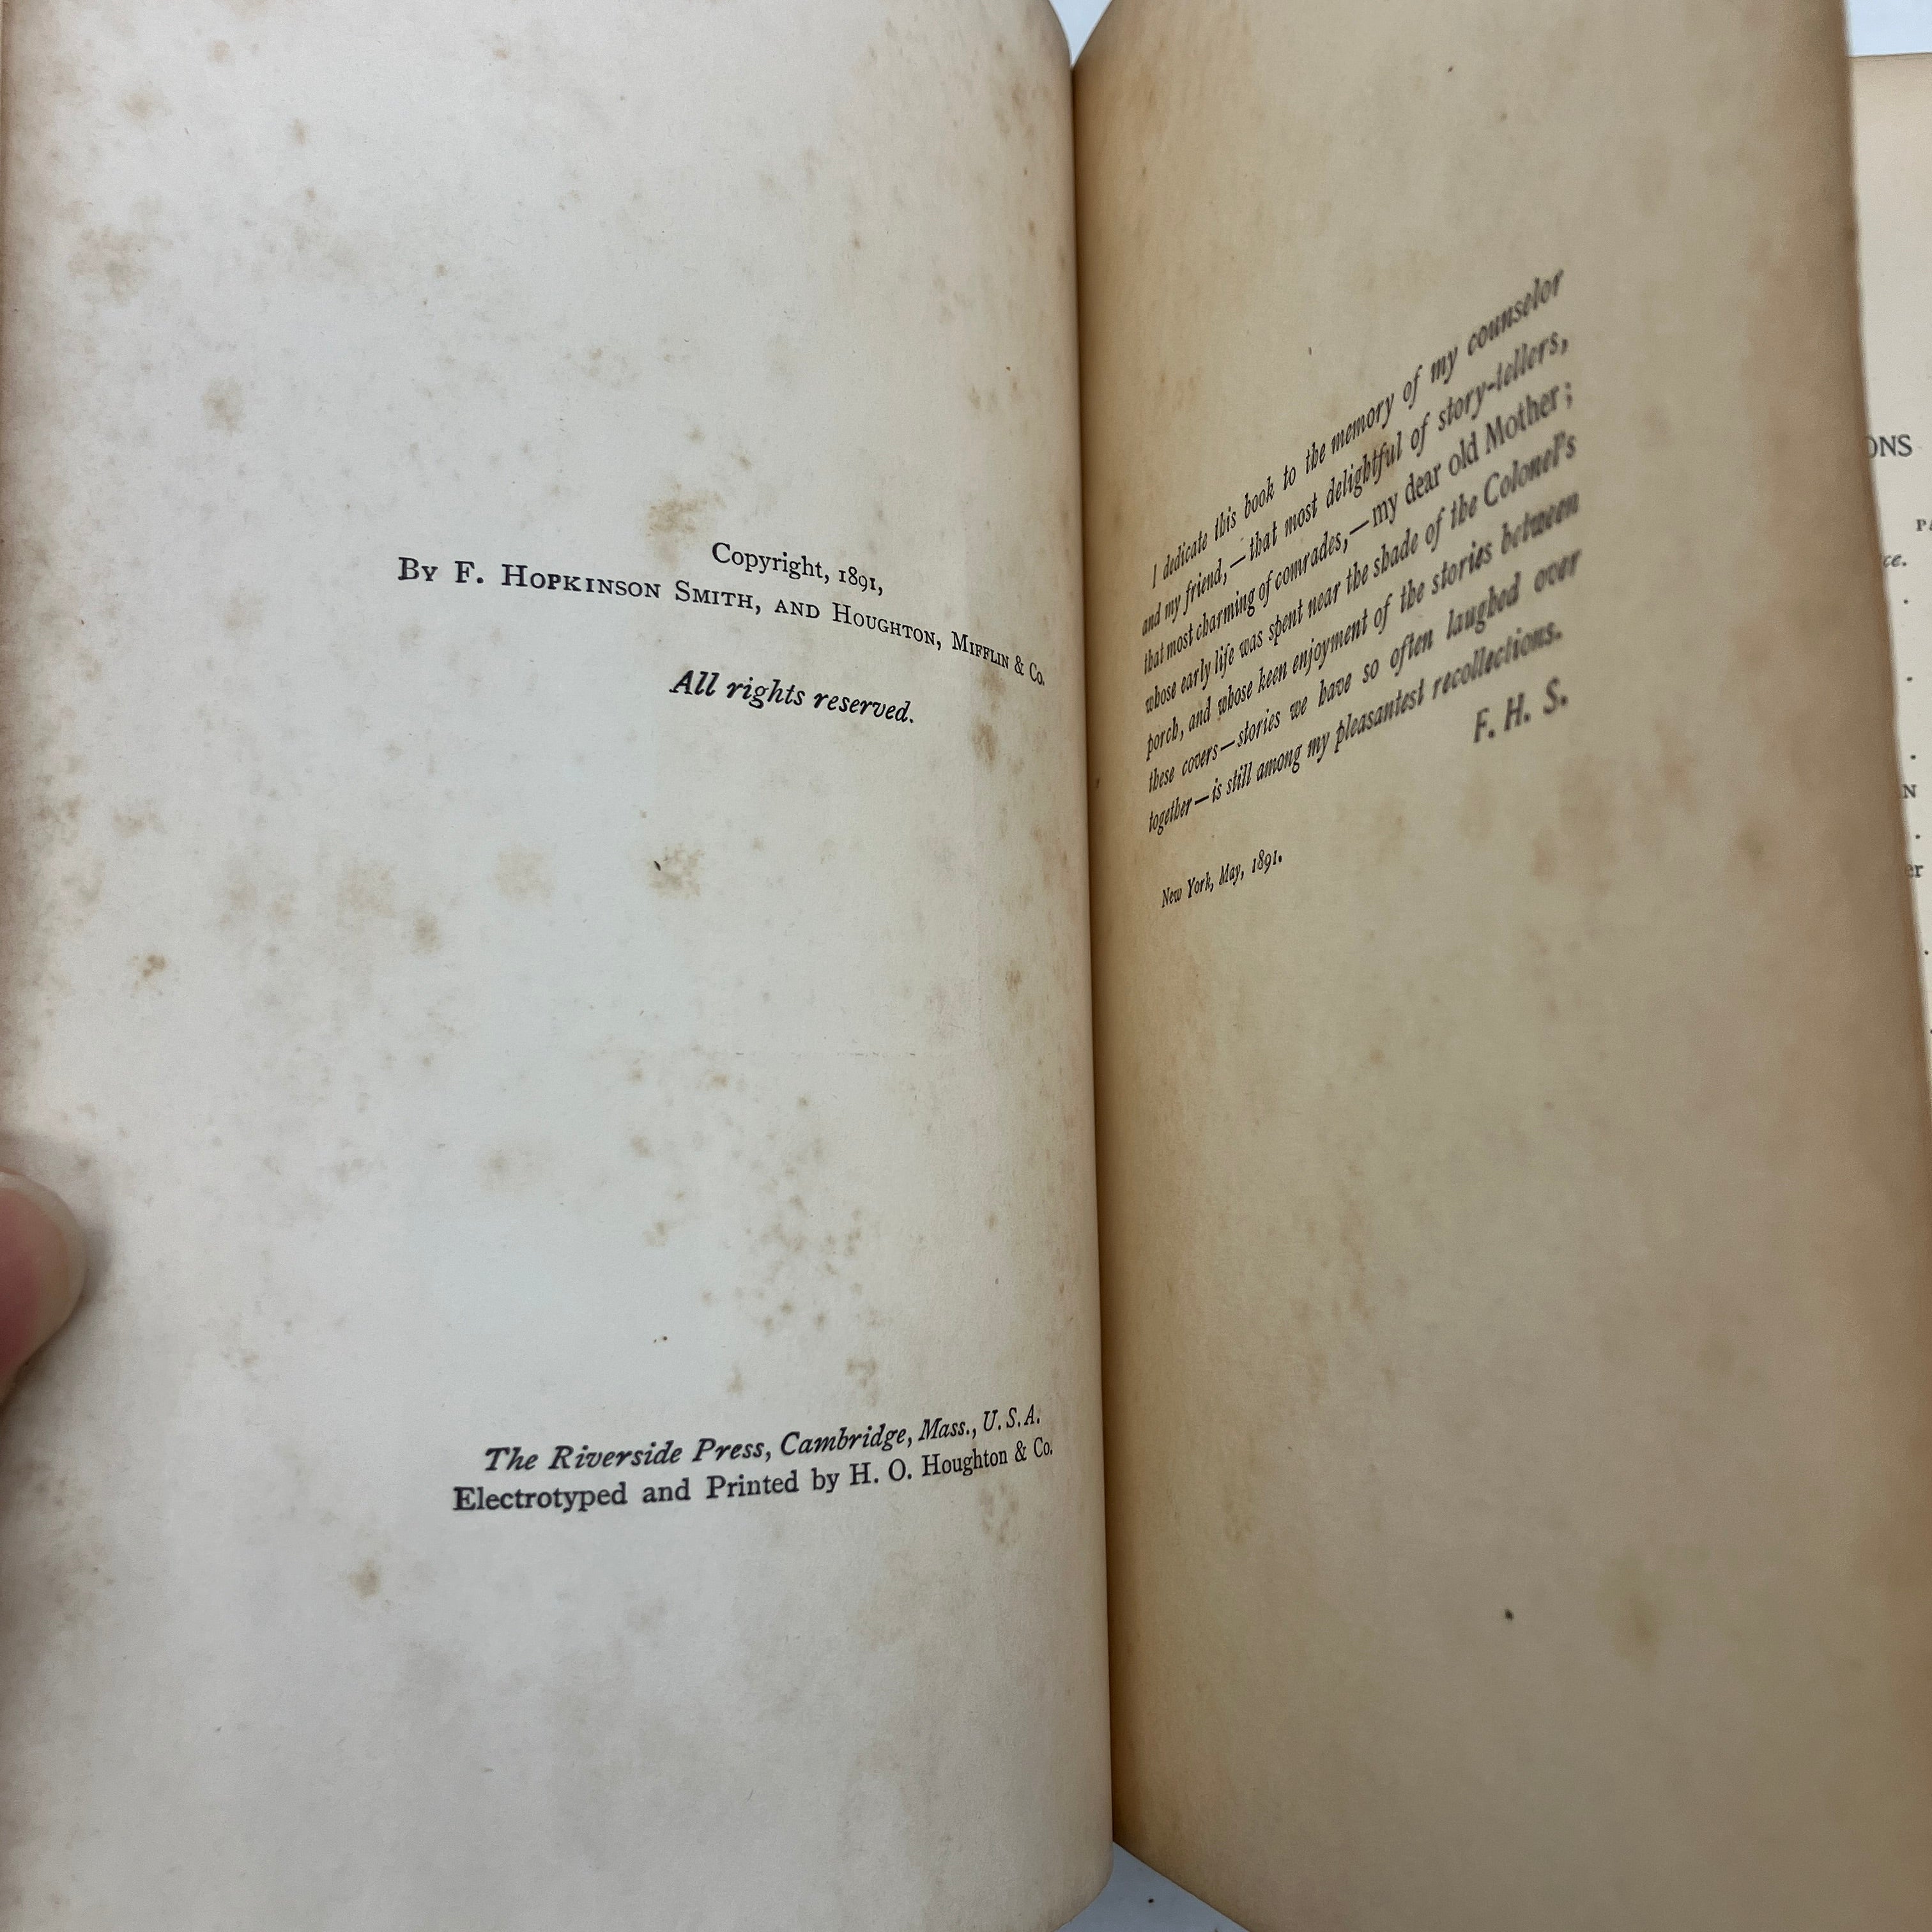 Copyright, 1891,
By F. Hopkinson Smith, and Houghton, Mifflin & Co.
All rights reserved.
The Riverside Press, Cambridge, Mass., U.S.A.
Electrotyped and Printed by H. O. Houghton & Co.
I dedicate this book to the memory of my counselor
and my friend,—that most delightful of story-tellers,
that most charming of comrades,—my dear old Mother;
whose early life was spent near the shade of the Colonel's
porch, and whose keen enjoyment of the stories between
these covers—stories we have so often laughed over
together—is still among my pleasantest recollections.
F. H. S.
New York, May, 1891.